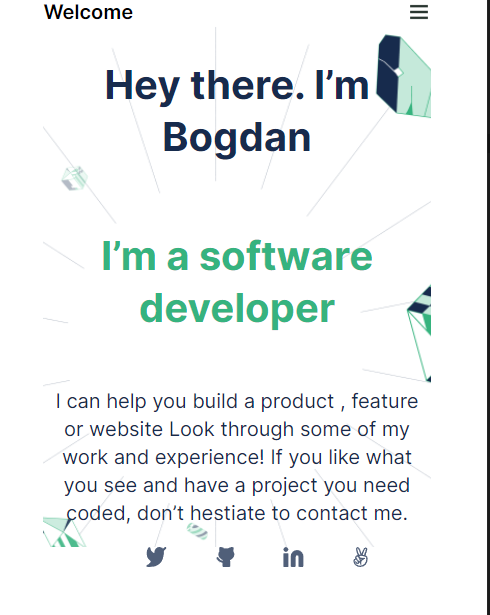 Welcome
Hey there. I’m
Bogdan
I’m a software
developer
I can help you build a product , feature
or website Look through some of my
work and experience! If you like what
you see and have a project you need
coded, don’t hestiate to contact me.